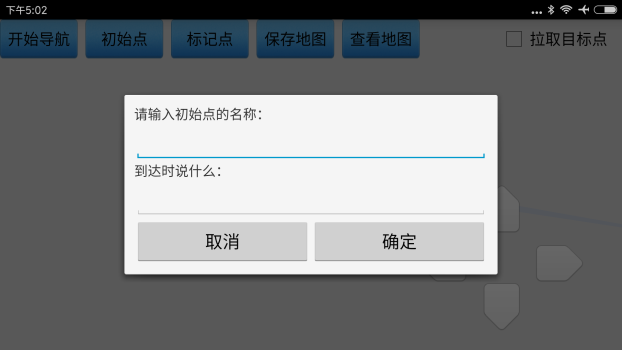 下午5:02
开始导航 初始点 标记点 保存地图 查看地图 拉取目标点
请输入初始点的名称：
到达时说什么：
取消 确定